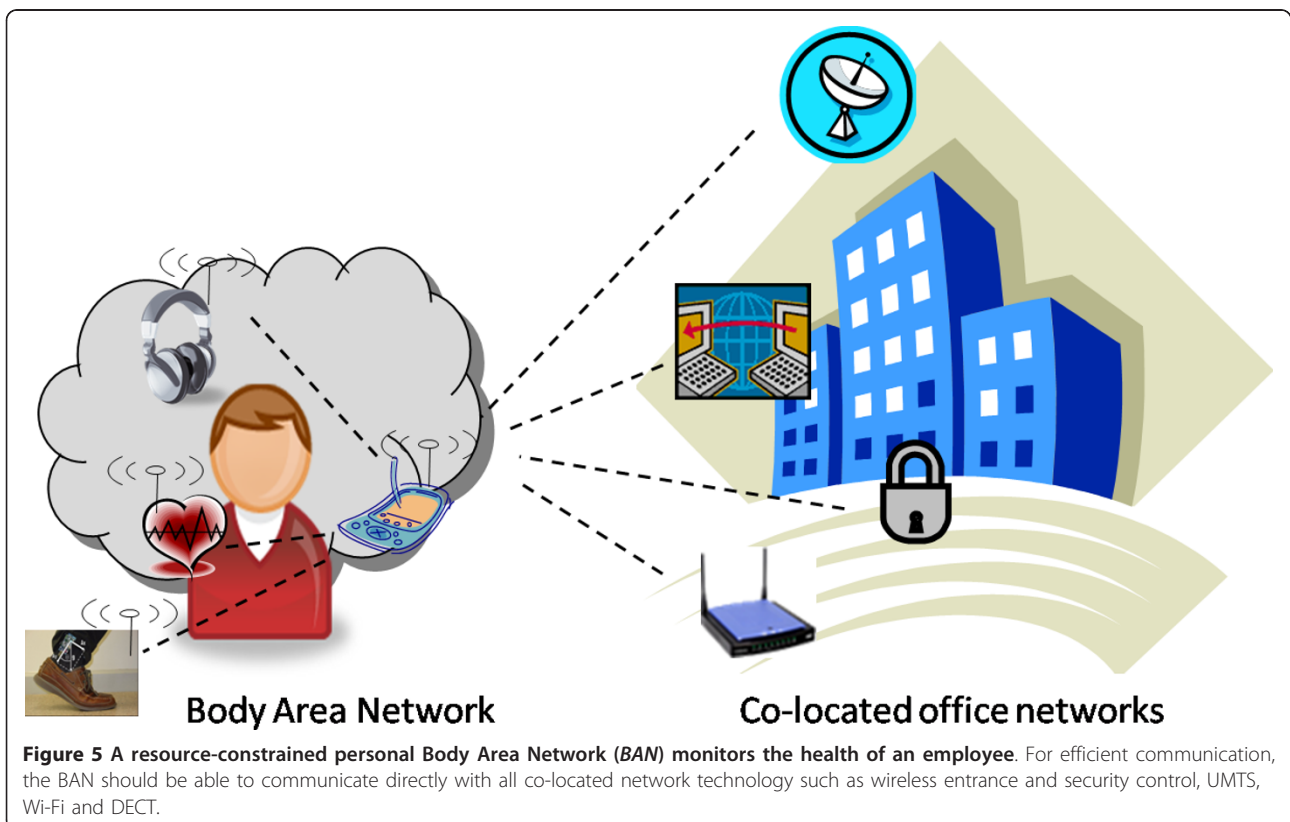 Body Area Network
Co-located office networks
Figure 5 A resource-constrained personal Body Area Network (BAN) monitors the health of an employee. For efficient communication,
the BAN should be able to communicate directly with all co-located network technology such as wireless entrance and security control, UMTS,
Wi-Fi and DECT.